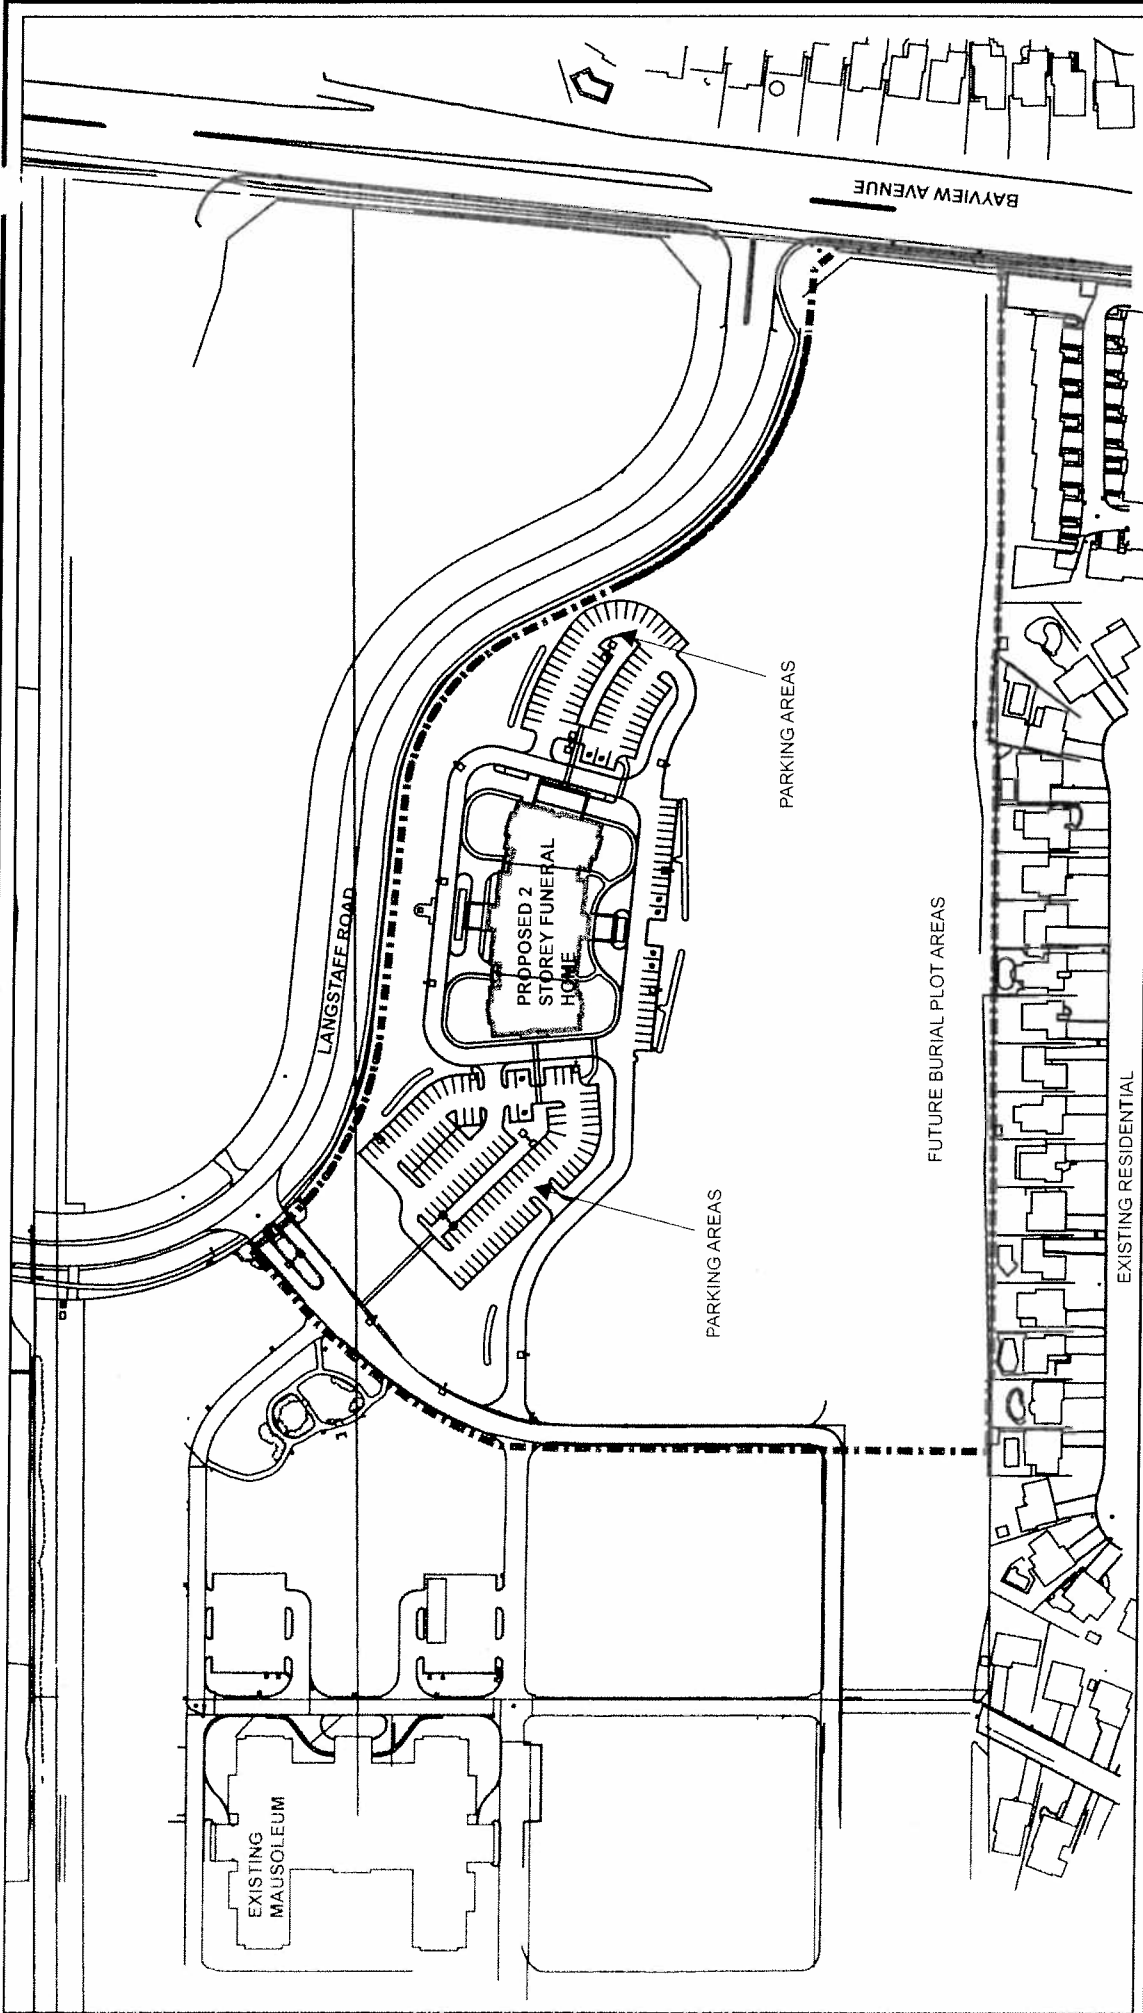 BAYVIEW AVENUE
LANGSTAFF ROAD
PROPOSED 2
STOREY FUNERAL
HOME
PARKING AREAS
PARKING AREAS
FUTURE BURIAL PLOT AREAS
EXISTING RESIDENTIAL
EXISTING
MAUSOLEUM